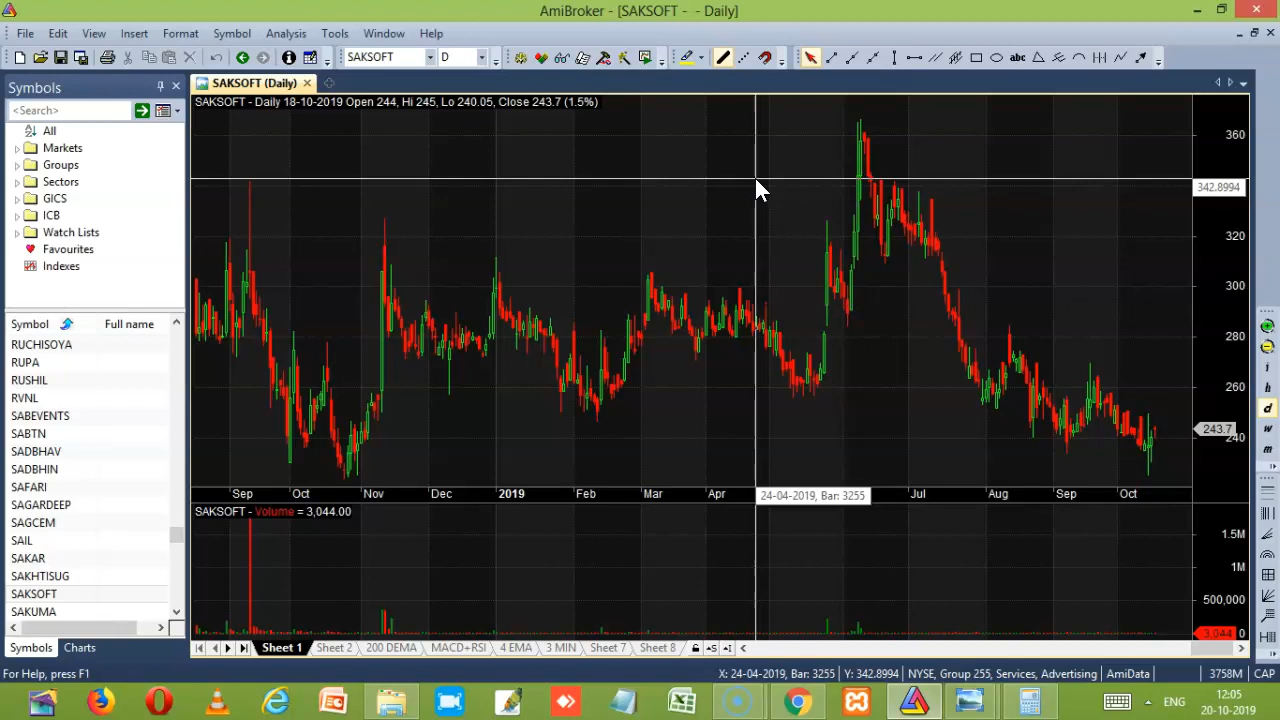 AmiBroker - [SAKSOFT -  - Daily]
File Edit View Insert Format Symbol Analysis Tools Window Help
SAKSOFT D abc
Symbols
SAKSOFT (Daily)
<Search>
SAKSOFT - Daily 18-10-2019 Open 244, Hi 245, Lo 240.05, Close 243.7 (1.5%)
All
Markets
Groups
Sectors
GICS
ICB
Watch Lists
Favourites
Indexes
360
342.8994
320
300
280
260
243.7
240
Symbol Full name
RUCHISOYA
RUPA
RUSHIL
RVNL
SABEVENTS
SABTN
SADBHAV
SADBHIN
SAFARI
SAGARDEEP
SAGCEM
SAIL
SAKAR
SAKHTISUG
SAKSOFT
SAKUMA
i
h
d
w
m
Sep Oct Nov Dec 2019 Feb Mar Apr 24-04-2019, Bar: 3255 Jul Aug Sep Oct
SAKSOFT - Volume = 3,044.00
1.5M
1M
500,000
3,044 0
Symbols Charts
Sheet 1 Sheet 2 200 DEMA MACD+RSI 4 EMA 3 MIN Sheet 7 Sheet 8
For Help, press F1
X: 24-04-2019, Bar: 3255 Y: 342.8994 NYSE, Group 255, Services, Advertising AmiData 3758M CAP
ENG
12:05
20-10-2019